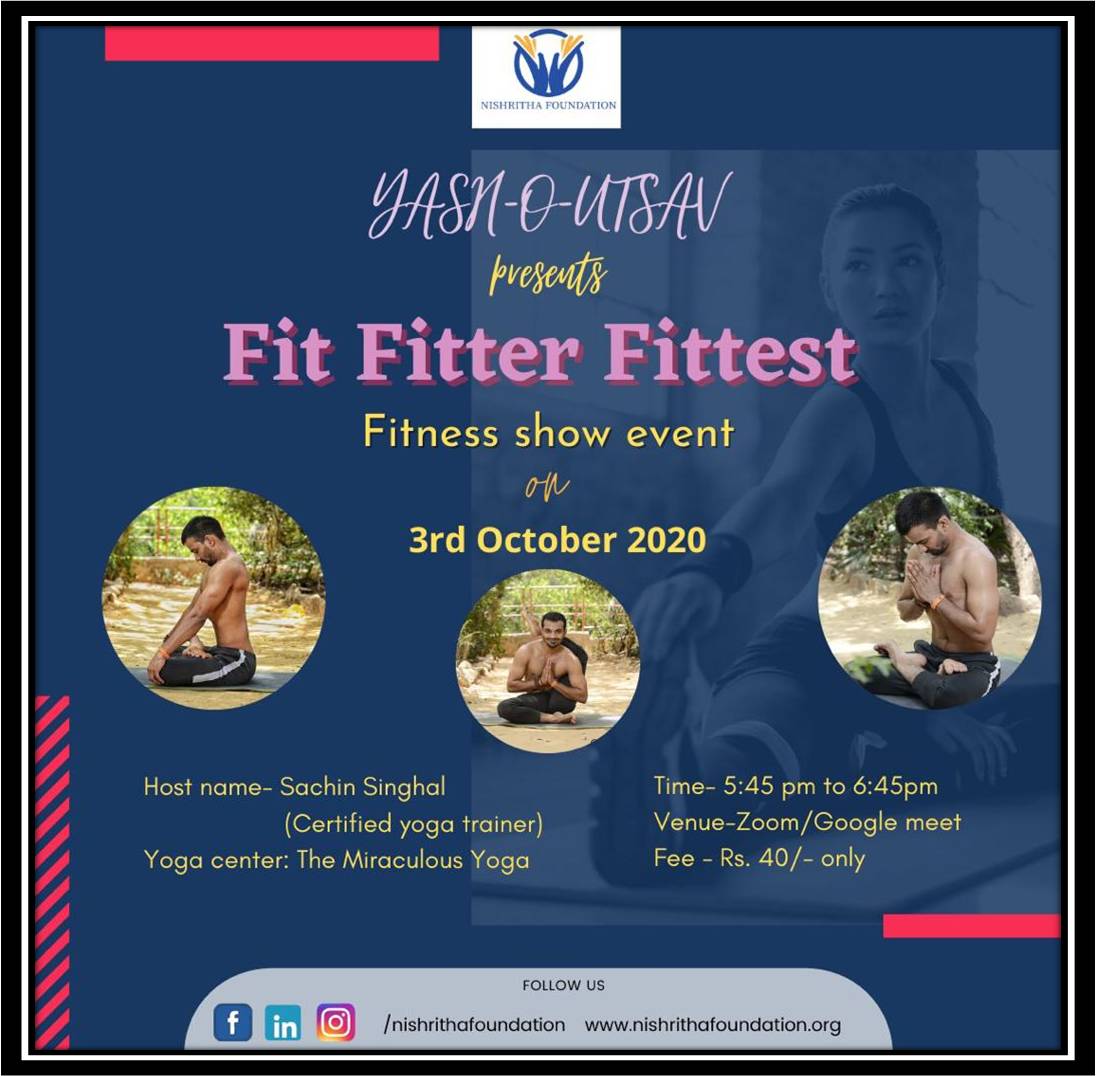 NISHRITHA FOUNDATION
YASN-O-UTSAV
presents
Fit Fitter Fittest
Fitness show event
on
3rd October 2020
Host name- Sachin Singhal
(Certified yoga trainer)
Yoga center: The Miraculous Yoga
Time- 5:45 pm to 6:45pm
Venue-Zoom/Google meet
Fee - Rs. 40/- only
FOLLOW US
f in /nishrithafoundation www.nishrithafoundation.org